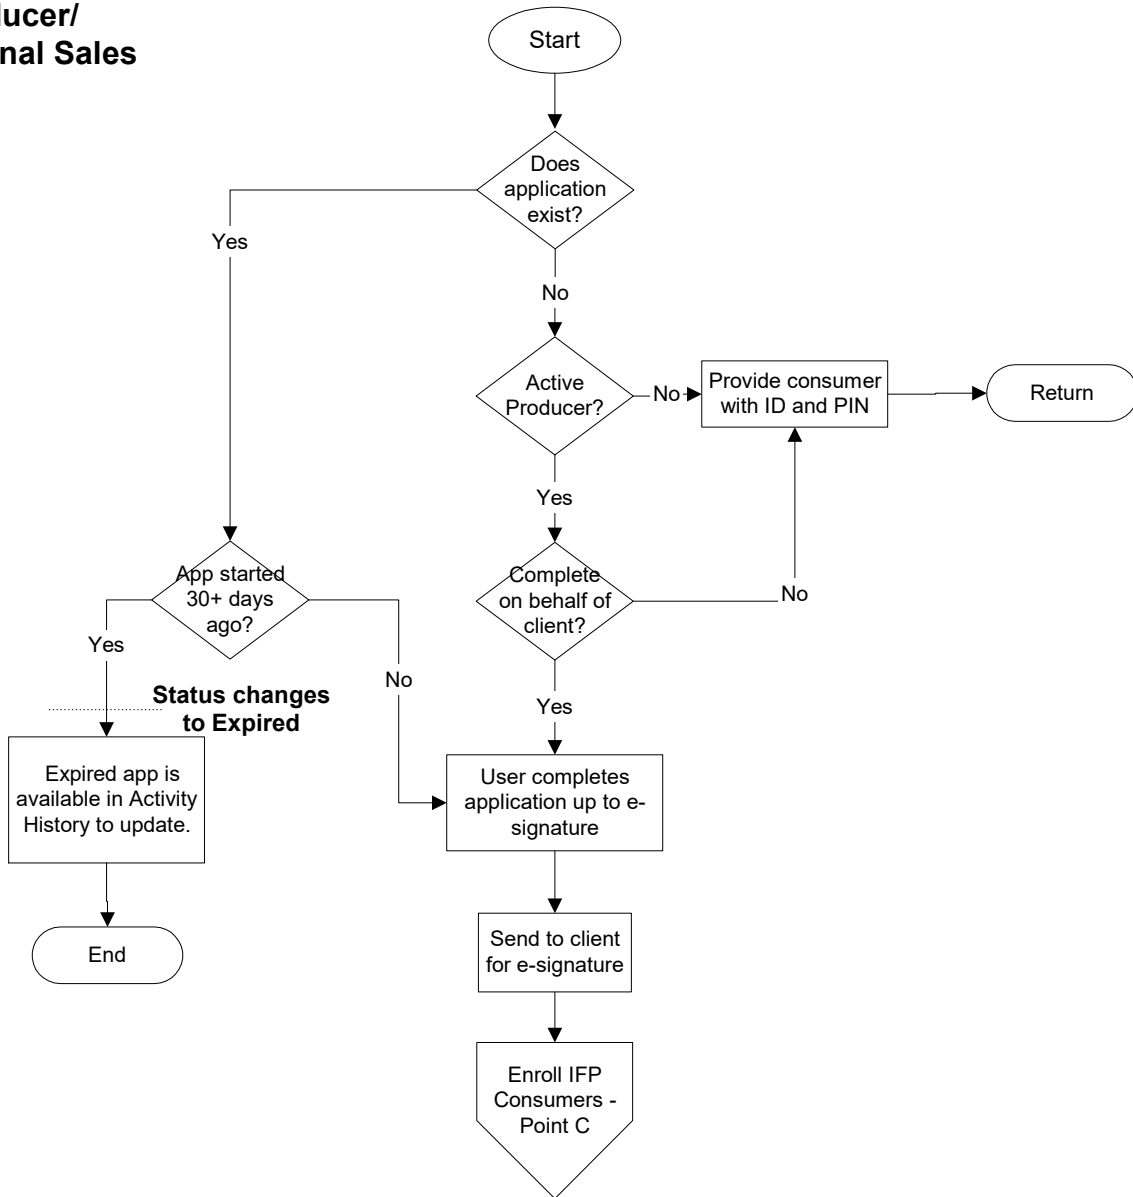 ducer/
nal Sales
Start
Does
application
exist?
Yes
No
Active
Producer?
No
Provide consumer
with ID and PIN
Return
Yes
App started
30+ days
ago?
Complete
on behalf of
client?
No
Yes
No
Status changes
to Expired
Yes
Expired app is
available in Activity
History to update.
User completes
application up to e-
signature
End
Send to client
for e-signature
Enroll IFP
Consumers -
Point C